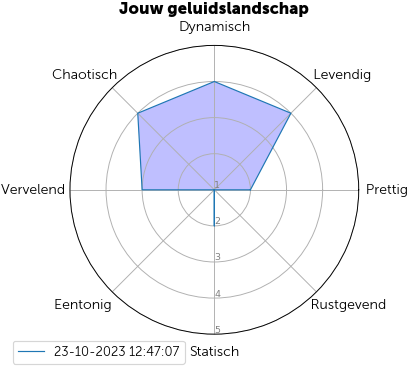 Jouw geluidslandschap
Dynamisch
Chaotisch
Levendig
Vervelend
1
Prettig
2
3
4
Eentonig
Rustgevend
5
23-10-2023 12:47:07
Statisch